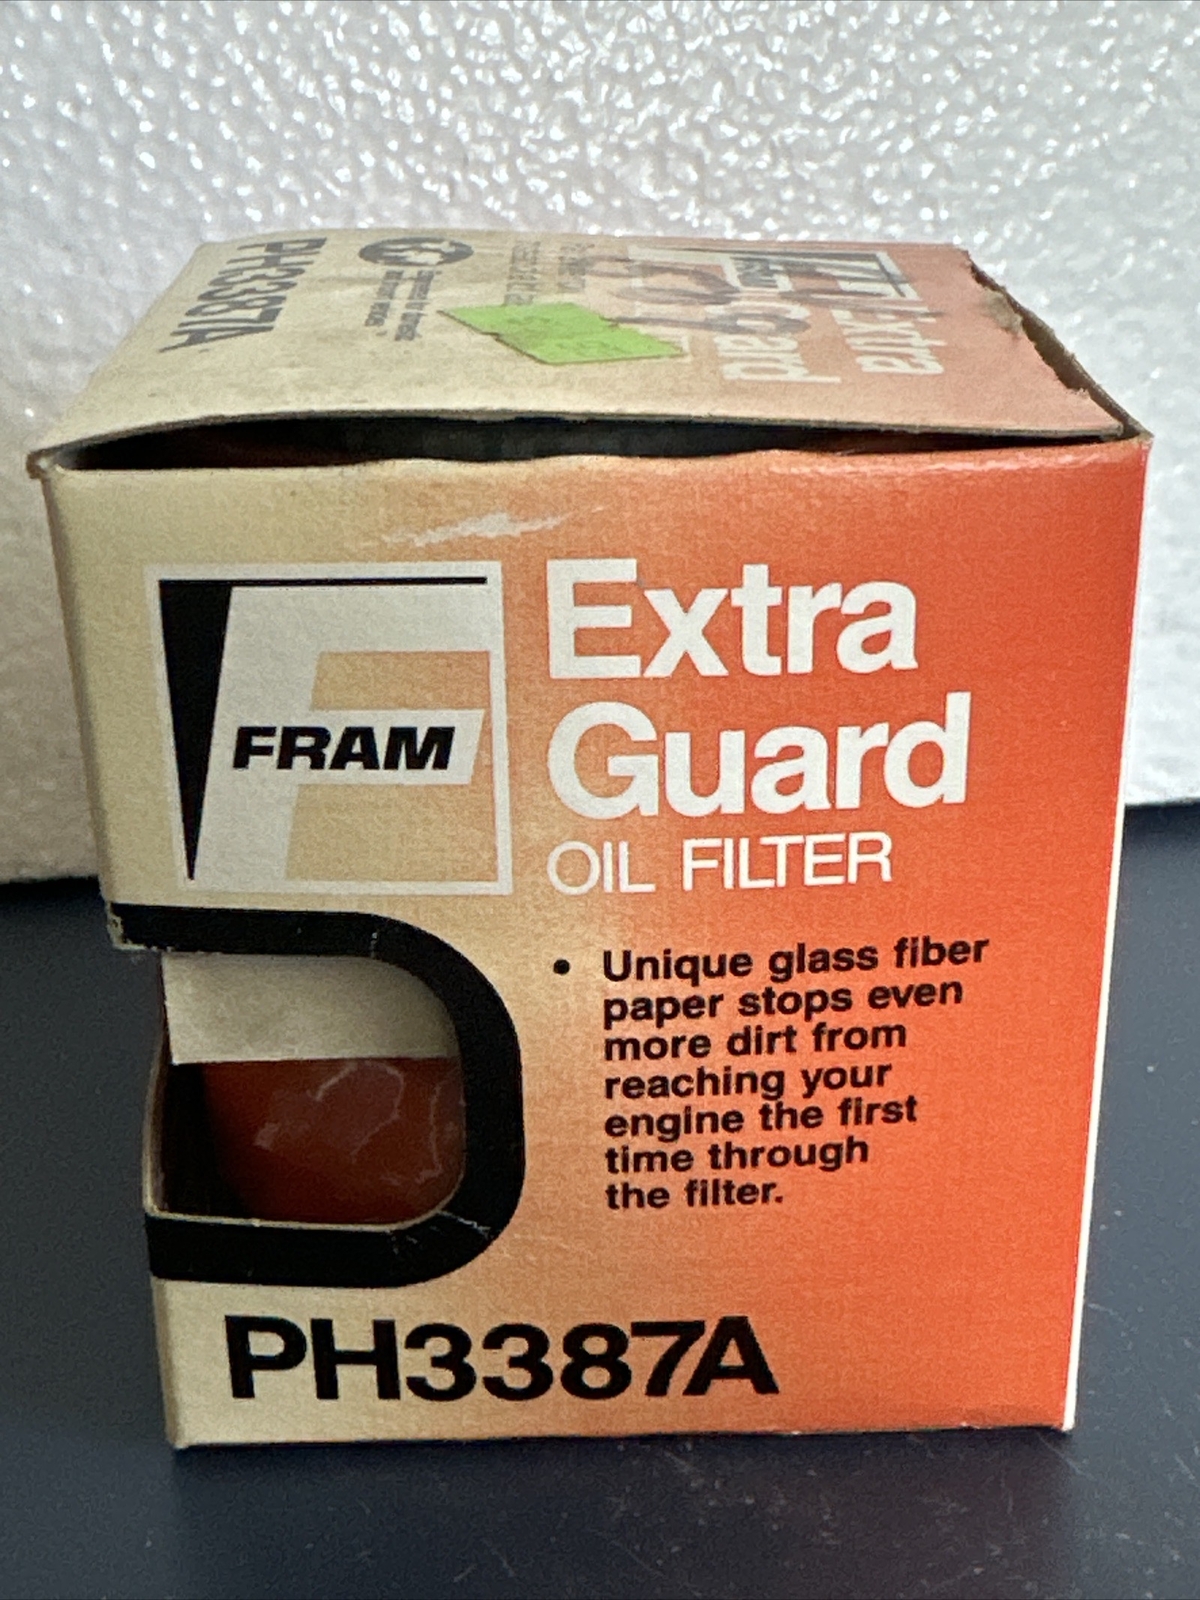 PH3387A
Extra
Guard
FRAM
Extra
Guard
OIL FILTER
• Unique glass fiber
paper stops even
more dirt from
reaching your
engine the first
time through
the filter.
PH3387A